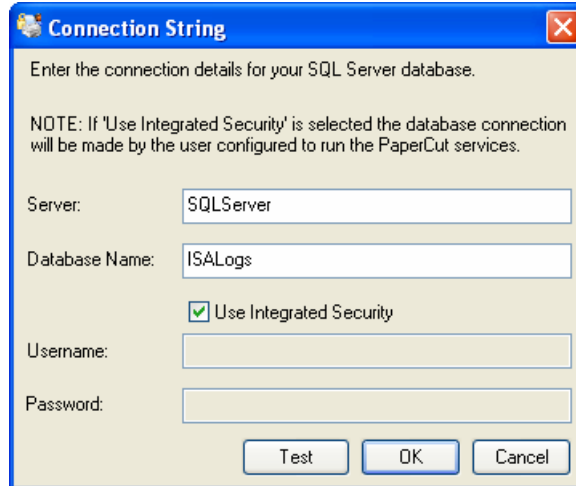 Connection String
Enter the connection details for your SQL Server database.
NOTE: If 'Use Integrated Security' is selected the database connection
will be made by the user configured to run the PaperCut services.
Server: SQLServer
Database Name: ISALogs
Use Integrated Security
Username:
Password:
Test OK Cancel